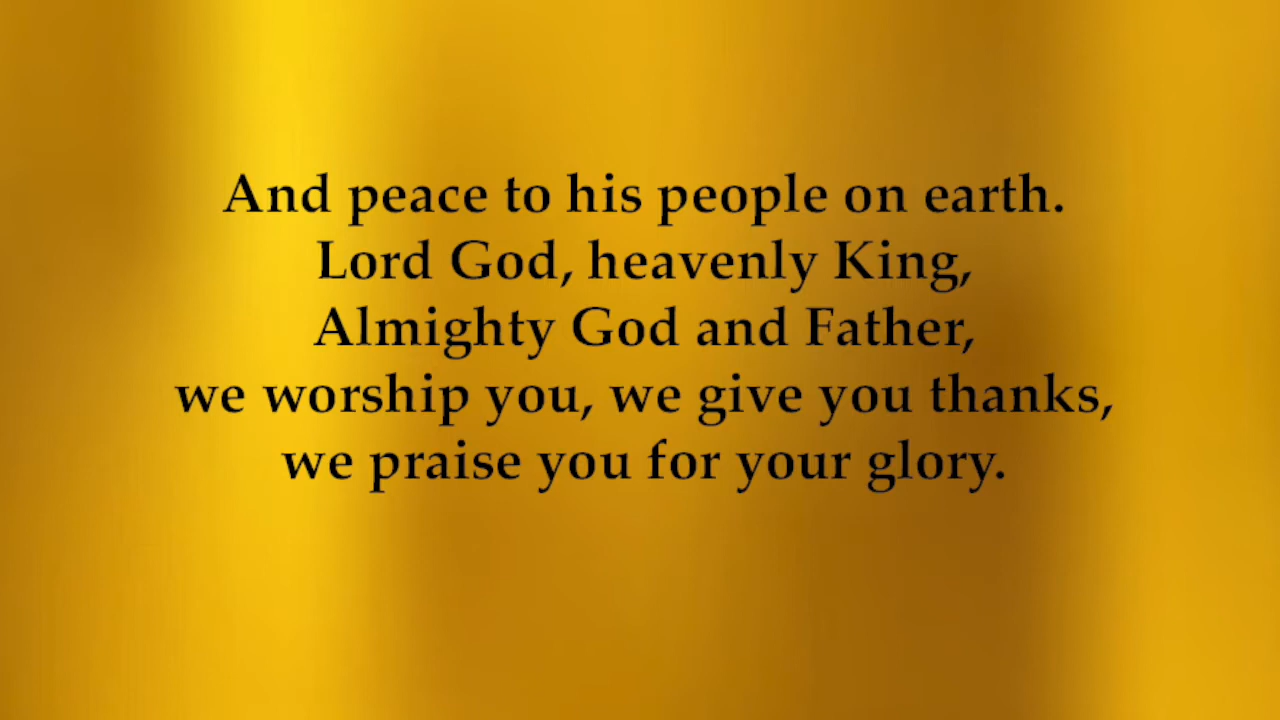 And peace to his people on earth.
Lord God, heavenly King,
Almighty God and Father,
we worship you, we give you thanks,
we praise you for your glory.